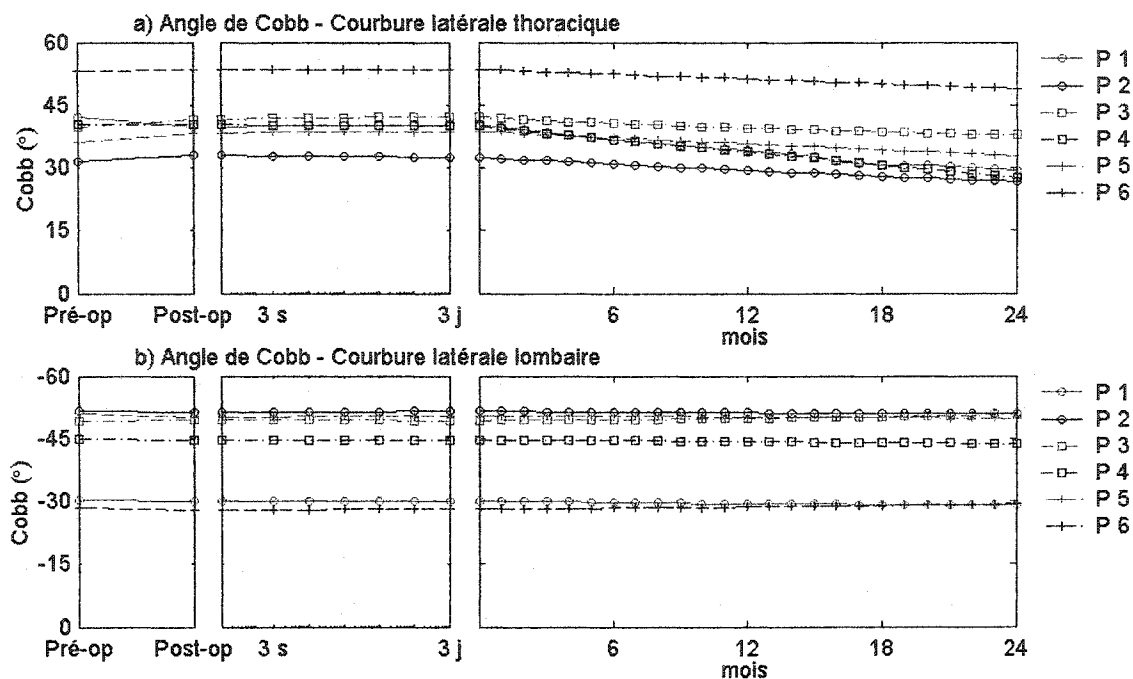 a) Angle de Cobb - Courbure latérale thoracique
60
45
30
15
0
Cobb (°)
Pré-op Post-op 3 s 3 j 6 12 18 24
mois
P 1
P 2
P 3
P 4
P 5
P 6
b) Angle de Cobb - Courbure latérale lombaire
-60
-45
-30
-15
0
Cobb (°)
Pré-op Post-op 3 s 3 j 6 12 18 24
mois
P 1
P 2
P 3
P 4
P 5
P 6